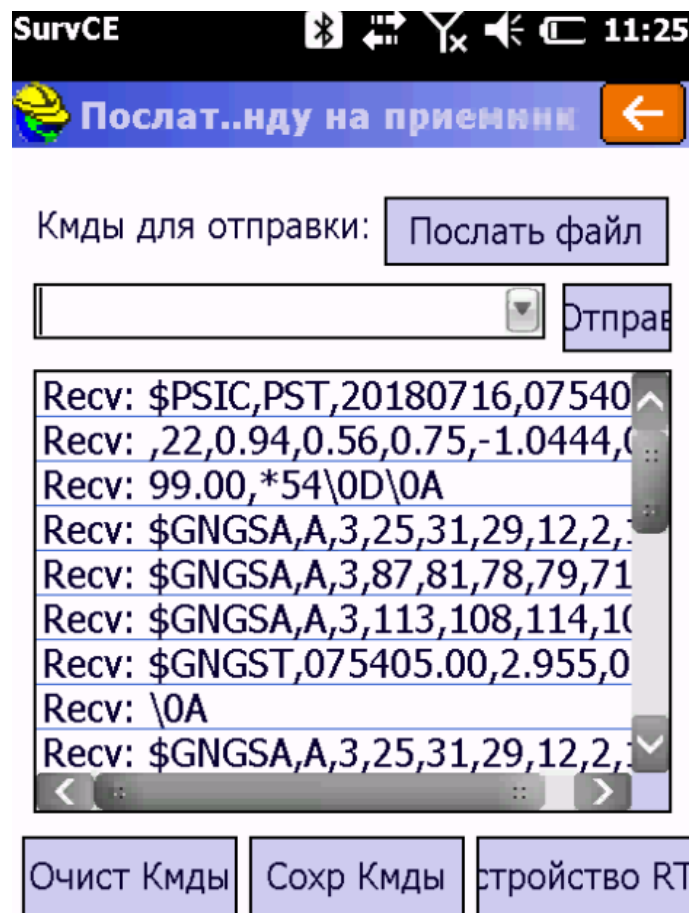 SurvCE 11:25
Послат..нду на приемник
Кмды для отправки: Послать файл
Отправ
Recv: $PSIC,PST,20180716,07540
Recv: ,22,0.94,0.56,0.75,-1.0444,
Recv: 99.00,*54\0D\0A
Recv: $GNGSA,A,3,25,31,29,12,2,
Recv: $GNGSA,A,3,87,81,78,79,71
Recv: $GNGSA,A,3,113,108,114,10
Recv: $GNGST,075405.00,2.955,0
Recv: \0A
Recv: $GNGSA,A,3,25,31,29,12,2,
Очист Кмды Сохр Кмды стройство RT